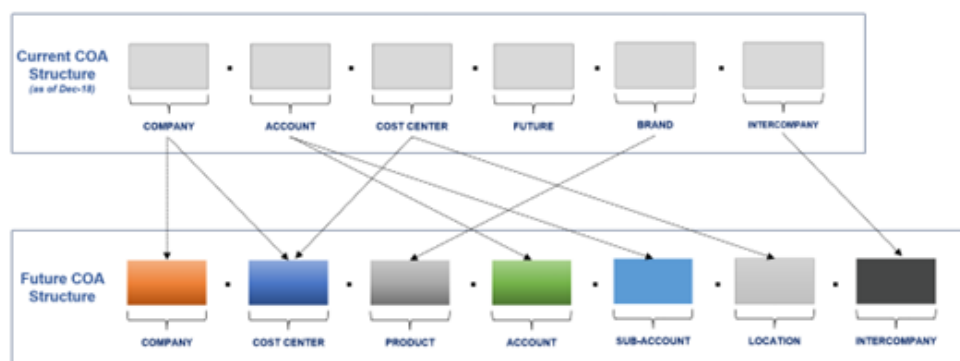 Current COA
Structure
(as of Dec-18)
COMPANY
ACCOUNT
COST CENTER
FUTURE
BRAND
INTERCOMPANY
Future COA
Structure
COMPANY
COST CENTER
PRODUCT
ACCOUNT
SUB-ACCOUNT
LOCATION
INTERCOMPANY